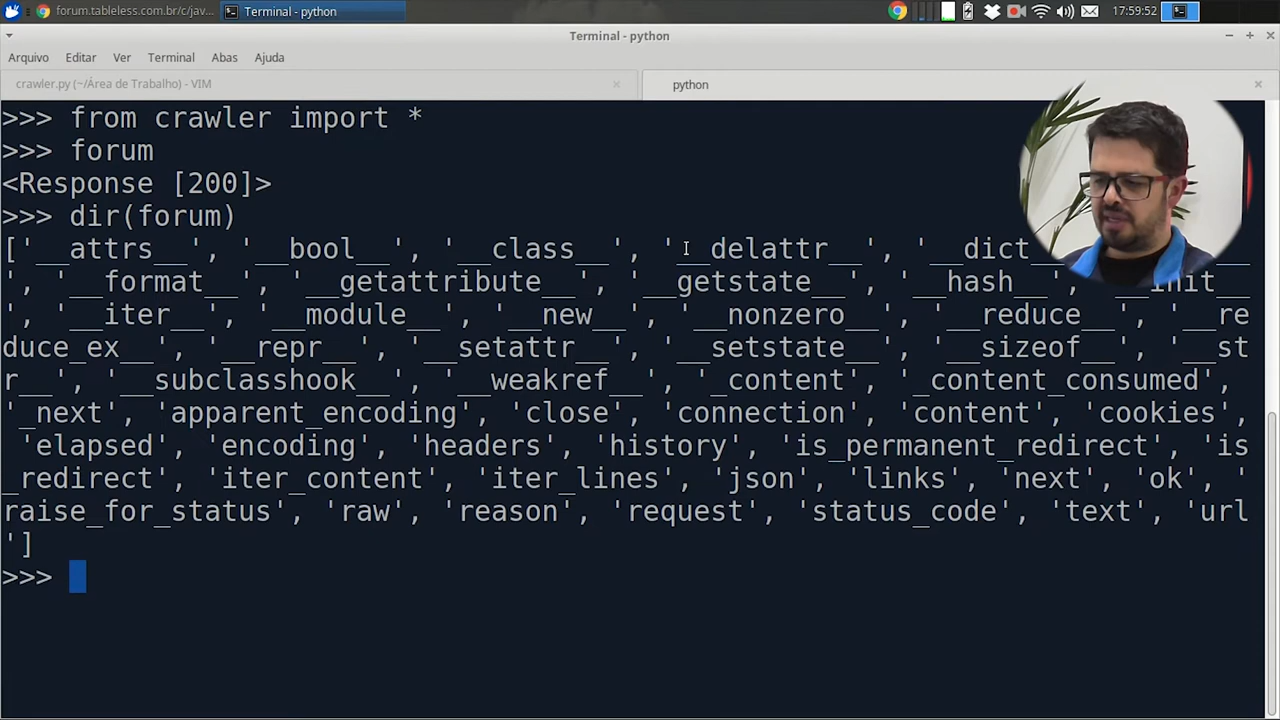 forum.tableless.com.br/c/jav...
Terminal - python
17:59:52
Terminal - python
Arquivo Editar Ver Terminal Abas Ajuda
crawler.py (~/Área de Trabalho) - VIM
python
>>> from crawler import *
>>> forum
<Response [200]>
>>> dir(forum)
['__attrs__', '__bool__', '__class__', '__delattr__', '__dict
', '__format__', '__getattribute__', '__getstate__', '__hash__', '__init__
', '__iter__', '__module__', '__new__', '__nonzero__', '__reduce__', '__re
duce_ex__', '__repr__', '__setattr__', '__setstate__', '__sizeof__', '__st
r__', '__subclasshook__', '__weakref__', '_content', '_content_consumed',
'_next', 'apparent_encoding', 'close', 'connection', 'content', 'cookies',
'elapsed', 'encoding', 'headers', 'history', 'is_permanent_redirect', 'is
_redirect', 'iter_content', 'iter_lines', 'json', 'links', 'next', 'ok', '
raise_for_status', 'raw', 'reason', 'request', 'status_code', 'text', 'url
']
>>>